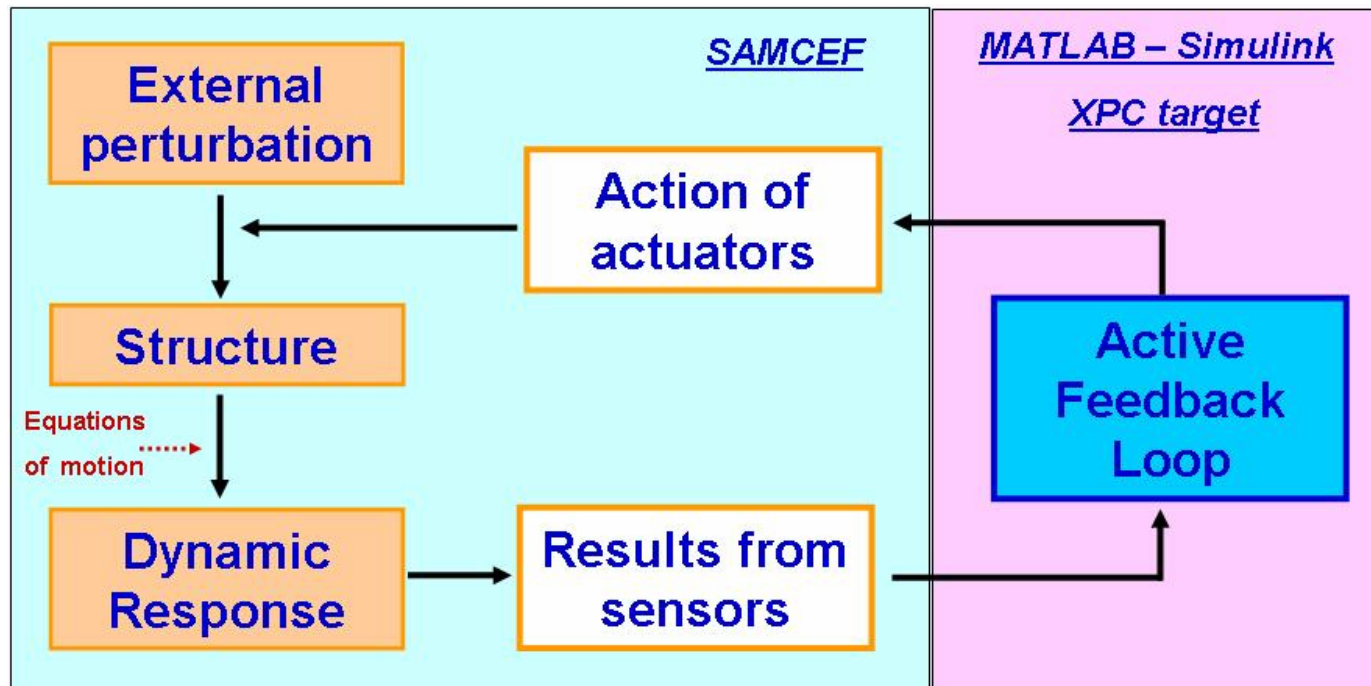 SAMCEF
MATLAB – Simulink
XPC target
External
perturbation
Action of
actuators
Structure
Active
Feedback
Loop
Equations
of motion
Dynamic
Response
Results from
sensors